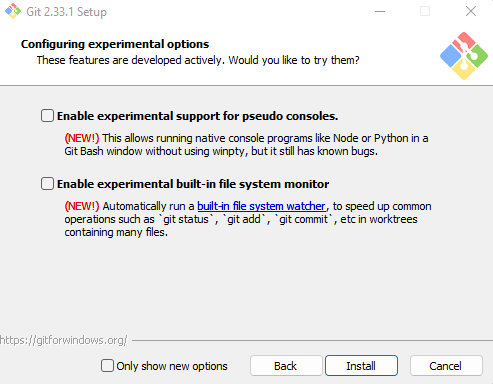 Git 2.33.1 Setup
Configuring experimental options
These features are developed actively. Would you like to try them?
Enable experimental support for pseudo consoles.
(NEW!) This allows running native console programs like Node or Python in a
Git Bash window without using winpty, but it still has known bugs.
Enable experimental built-in file system monitor
(NEW!) Automatically run a built-in file system watcher, to speed up common
operations such as `git status`, `git add`, `git commit`, etc in worktrees
containing many files.
https://gitforwindows.org/
Only show new options
Back
Install
Cancel